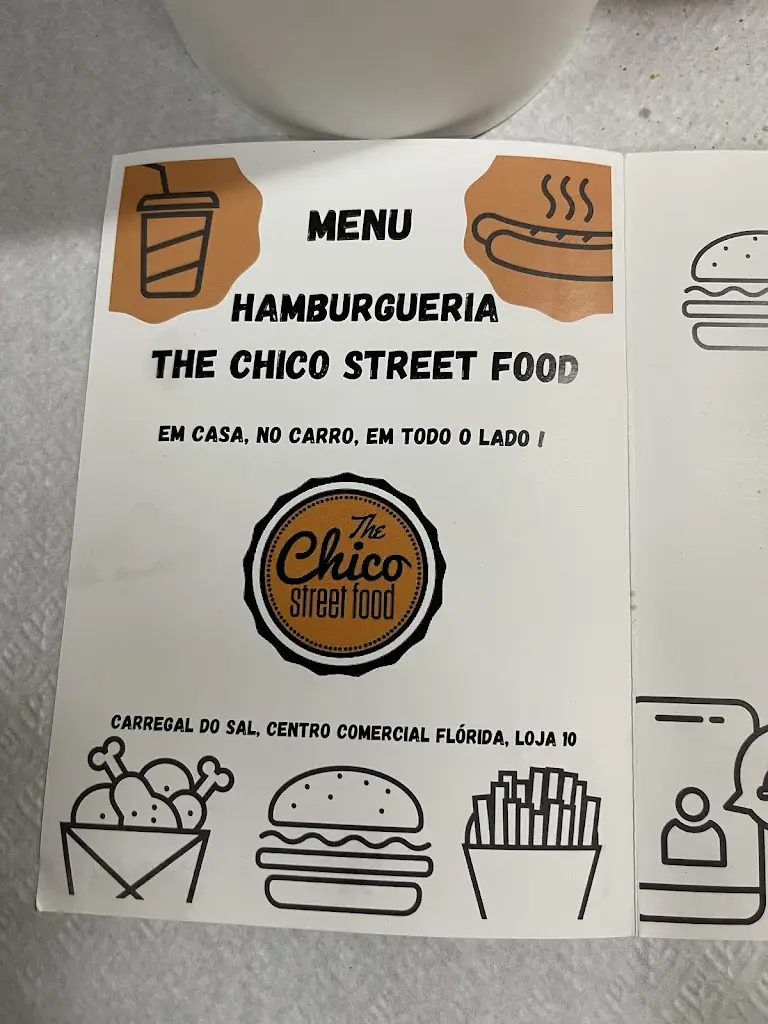 MENU
HAMBURGUERIA
THE CHICO STREET FOOD
EM CASA, NO CARRO, EM TODO O LADO !
The
Chico
street food
CARREGAL DO SAL, CENTRO COMERCIAL FLÓRIDA, LOJA 10